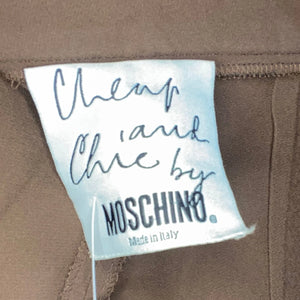 Cheap
and
Chic by
MOSCHINO.
Made in Italy